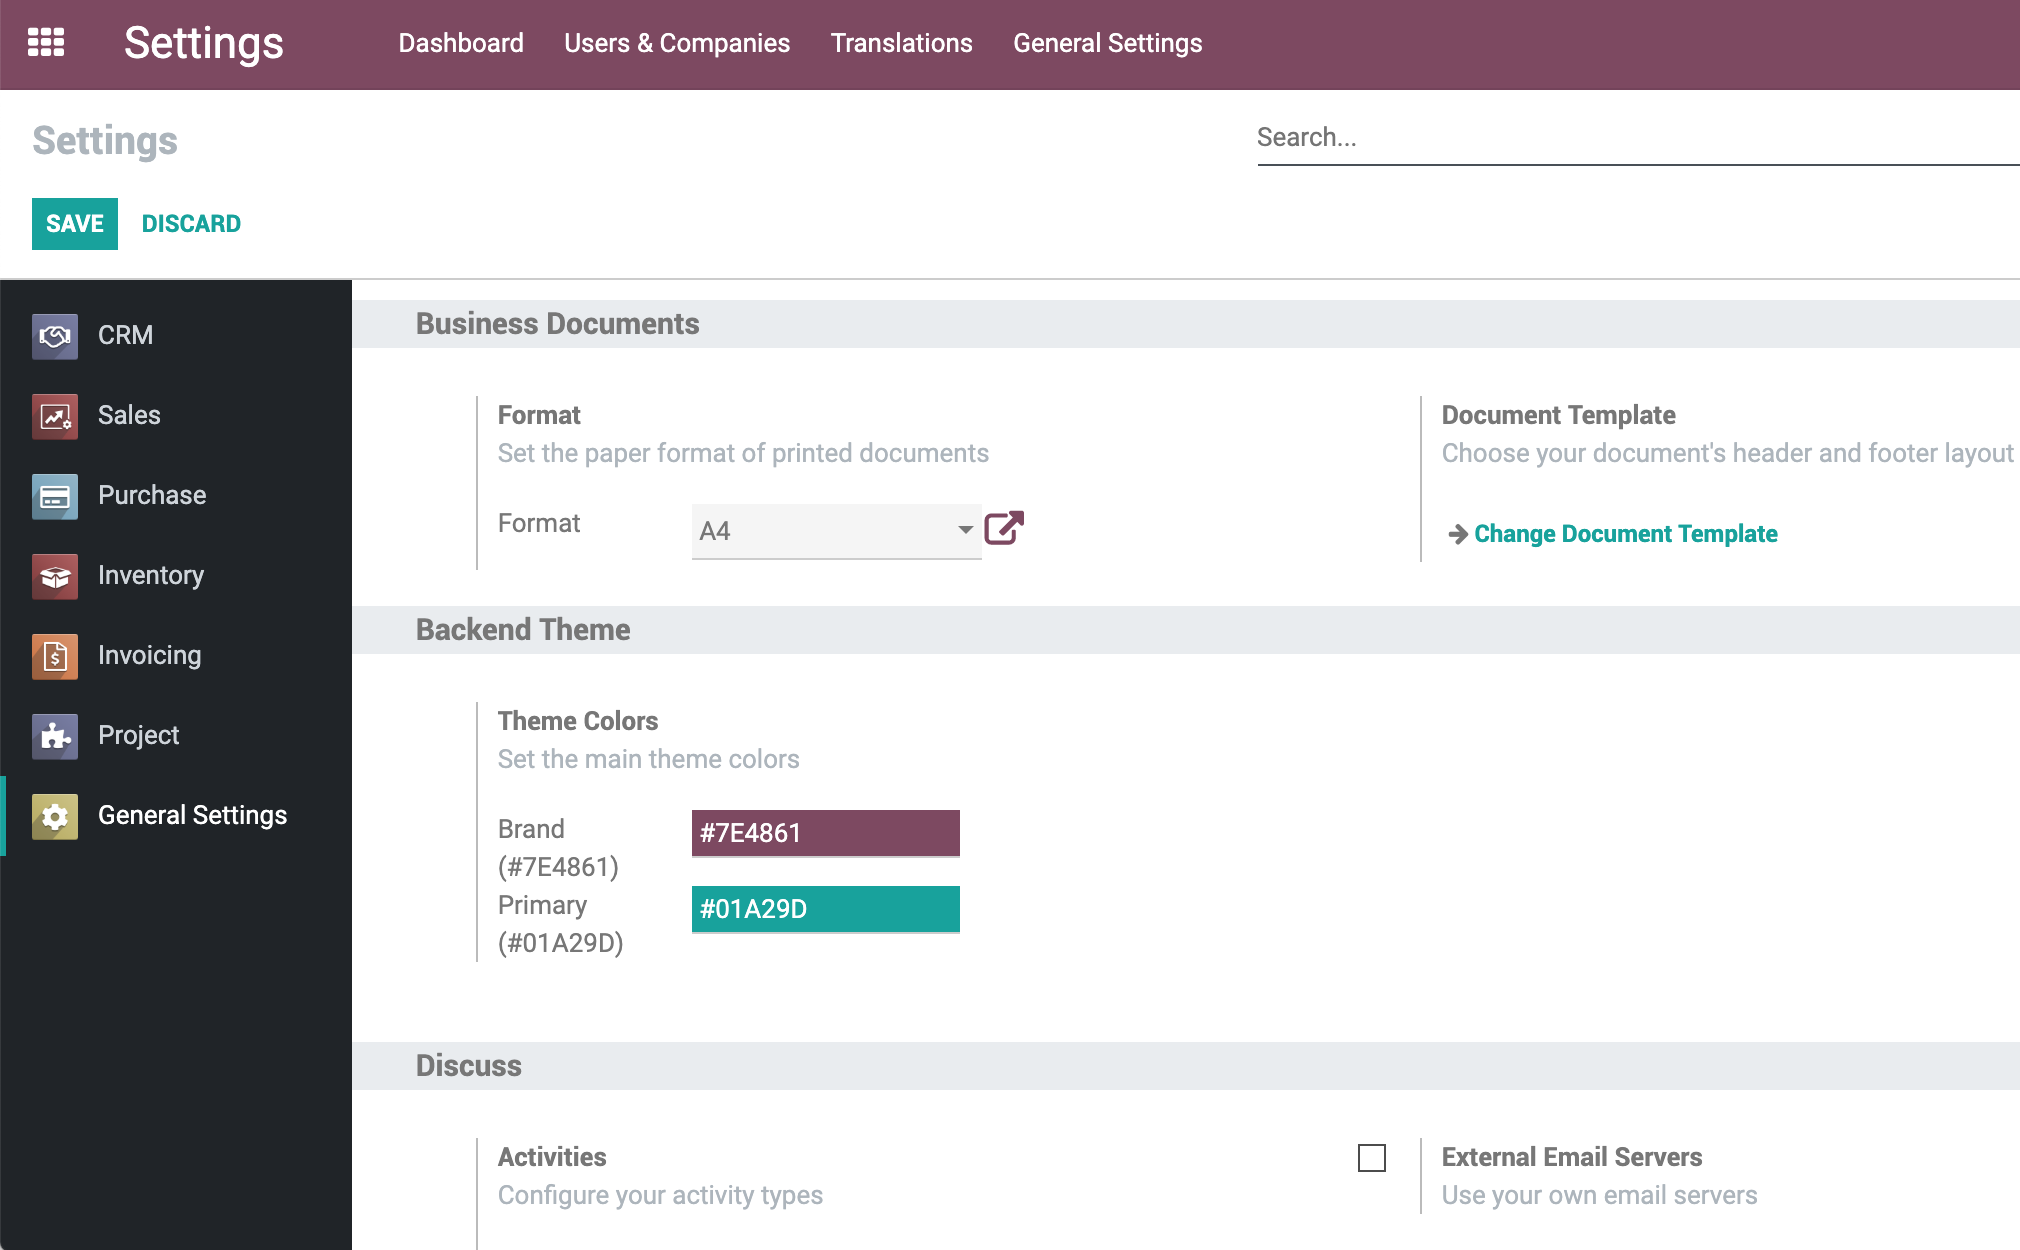 Settings
Dashboard
Users & Companies
Translations
General Settings
Settings
Search...
SAVE
DISCARD
CRM
Sales
Purchase
Inventory
Invoicing
Project
General Settings
Business Documents
Format
Set the paper format of printed documents
Format
A4
Document Template
Choose your document's header and footer layout
Change Document Template
Backend Theme
Theme Colors
Set the main theme colors
Brand
(#7E4861)
#7E4861
Primary
(#01A29D)
#01A29D
Discuss
Activities
Configure your activity types
External Email Servers
Use your own email servers